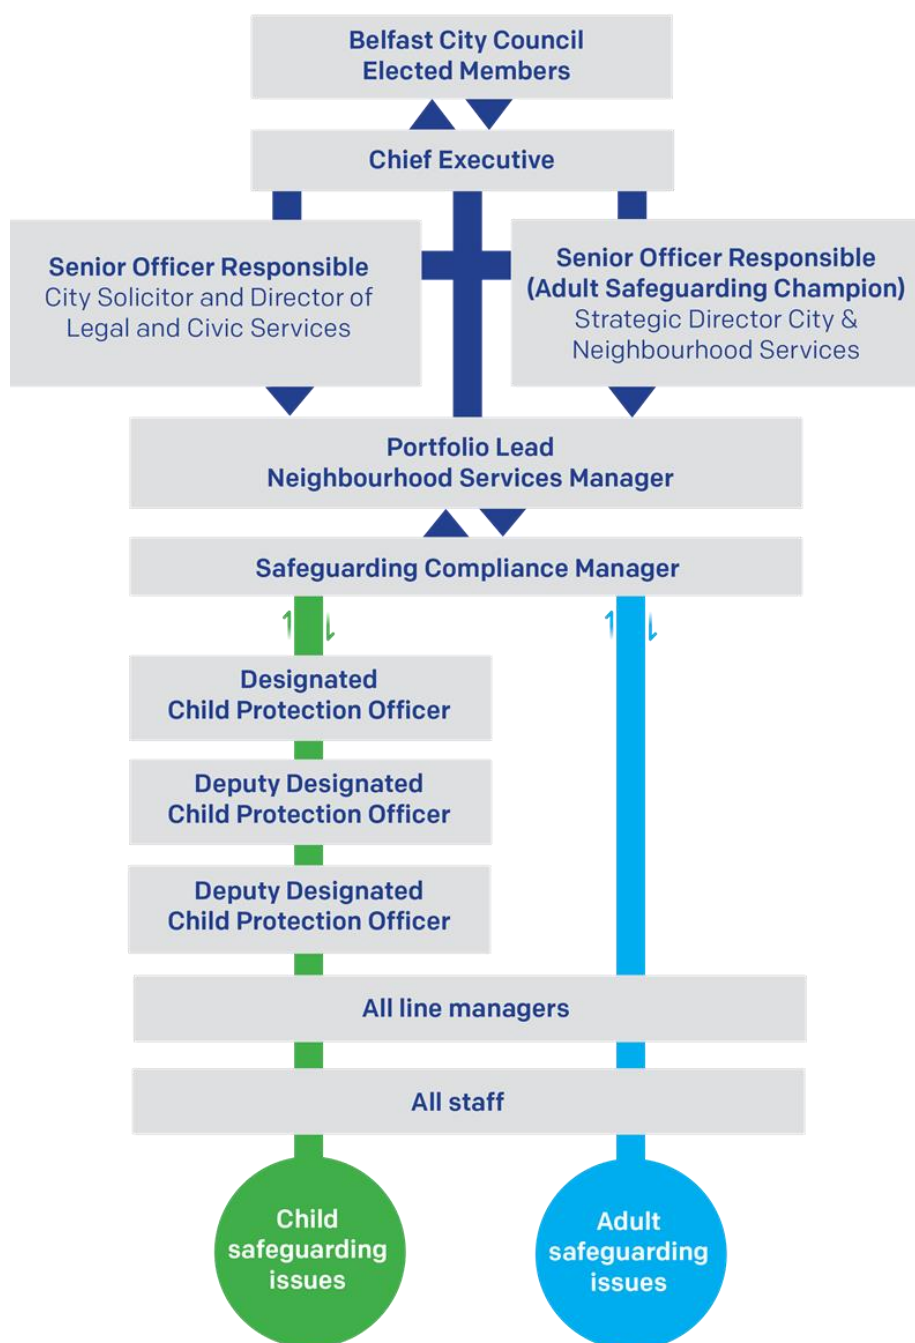 Belfast City Council
Elected Members
Chief Executive
Senior Officer Responsible
City Solicitor and Director of
Legal and Civic Services
Senior Officer Responsible
(Adult Safeguarding Champion)
Strategic Director City &
Neighbourhood Services
Portfolio Lead
Neighbourhood Services Manager
Safeguarding Compliance Manager
Designated
Child Protection Officer
Deputy Designated
Child Protection Officer
Deputy Designated
Child Protection Officer
All line managers
All staff
Child
safeguarding
issues
Adult
safeguarding
issues